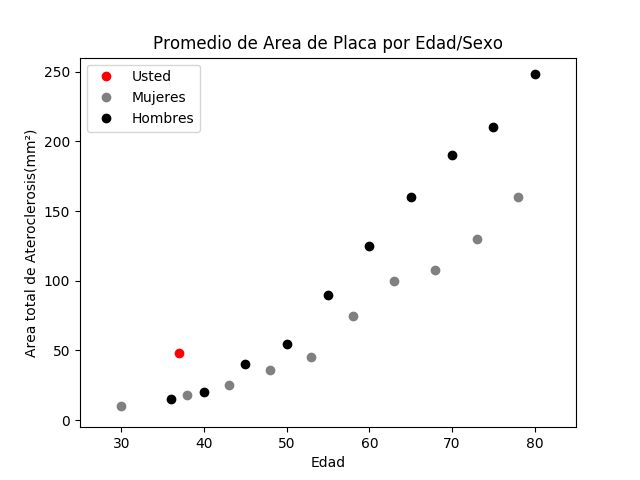 Promedio de Area de Placa por Edad/Sexo
Usted
Mujeres
Hombres
Area total de Ateroclerosis(mm²)
250
200
150
100
50
0
30 40 50 60 70 80
Edad